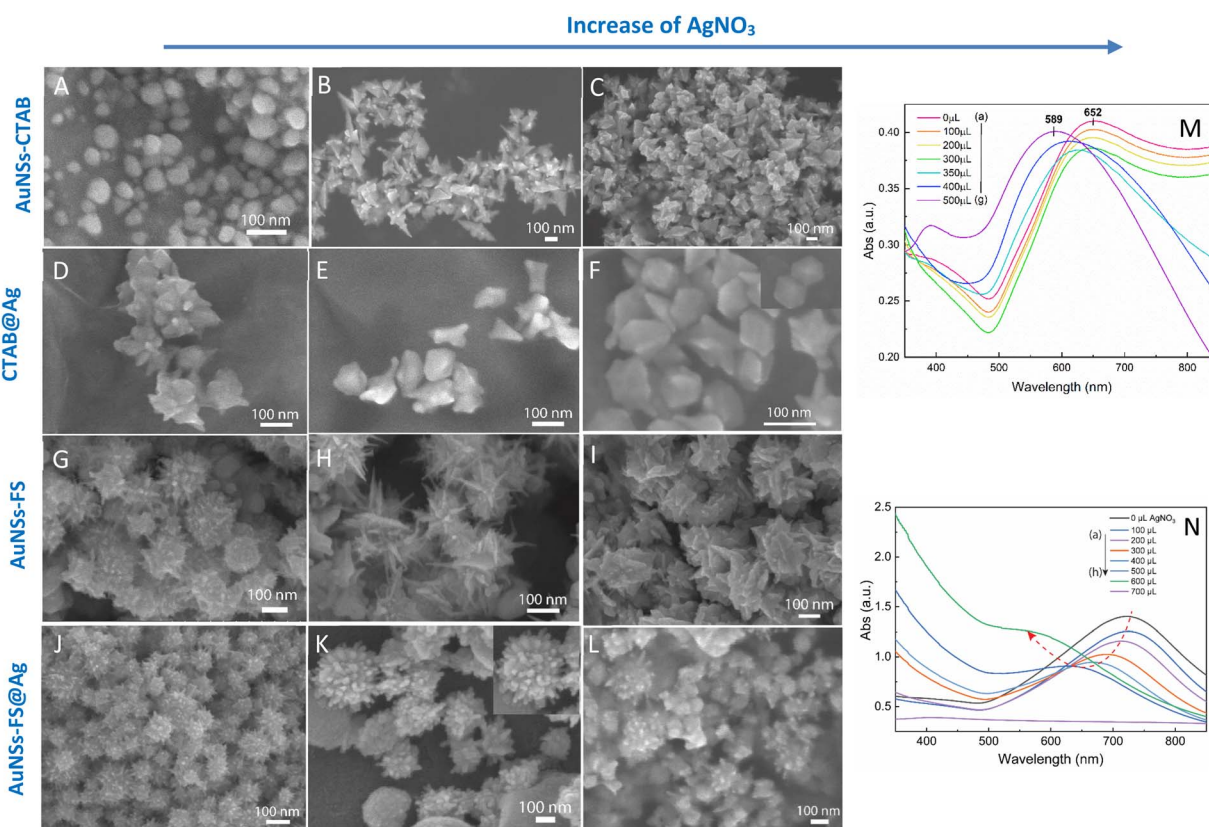 Increase of AgNO₃
AuNSs-CTAB
A
100 nm
B
100 nm
C
100 nm
CTAB@Ag
D
100 nm
E
100 nm
F
100 nm
AuNSs-FS
G
100 nm
H
100 nm
I
100 nm
AuNSs-FS@Ag
J
100 nm
K
100 nm
L
100 nm
M
589
652
0μL (a)
100μL
200μL
300μL
350μL
400μL
500μL (g)
0.40
0.35
0.30
0.25
0.20
Abs (a.u.)
400 500 600 700 800
Wavelength (nm)
N
0 μL AgNO₃
100 μL
(a)
200 μL
300 μL
400 μL
(h)
500 μL
600 μL
700 μL
2.5
2.0
1.5
1.0
0.5
Abs (a.u.)
400 500 600 700 800
Wavelength (nm)